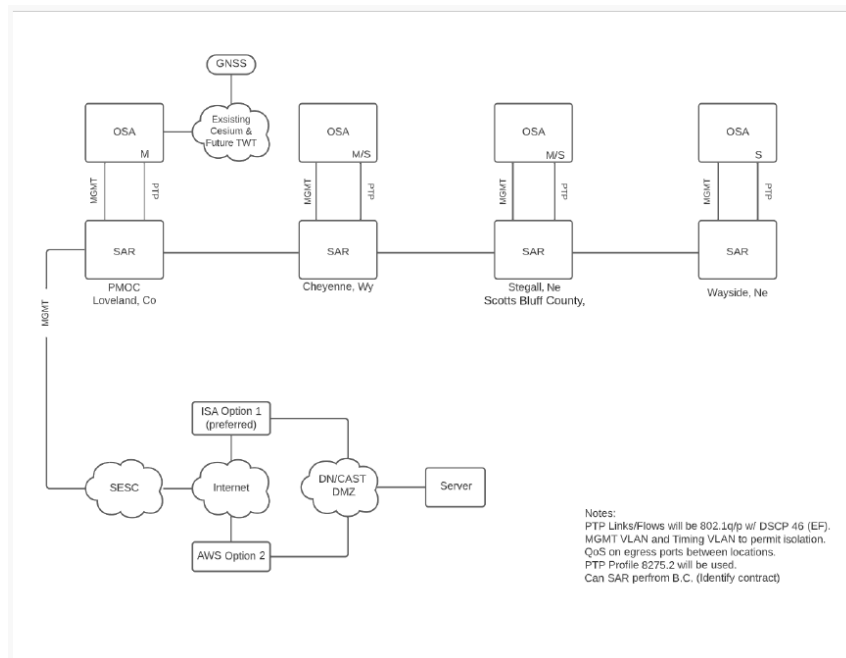 GNSS
OSA
M
Exsisting
Cesium &
Future TWT
OSA
M/S
OSA
M/S
OSA
S
MGMT
PTP
MGMT
PTP
MGMT
PTP
MGMT
PTP
SAR
SAR
SAR
SAR
PMOC
Loveland, Co
Cheyenne, Wy
Stegall, Ne
Scotts Bluff County,
Wayside, Ne
MGMT
ISA Option 1
(preferred)
SESC
Internet
DN/CAST
DMZ
Server
AWS Option 2
Notes:
PTP Links/Flows will be 802.1q/p w/ DSCP 46 (EF).
MGMT VLAN and Timing VLAN to permit isolation.
QoS on egress ports between locations.
PTP Profile 8275.2 will be used.
Can SAR perfrom B.C. (Identify contract)